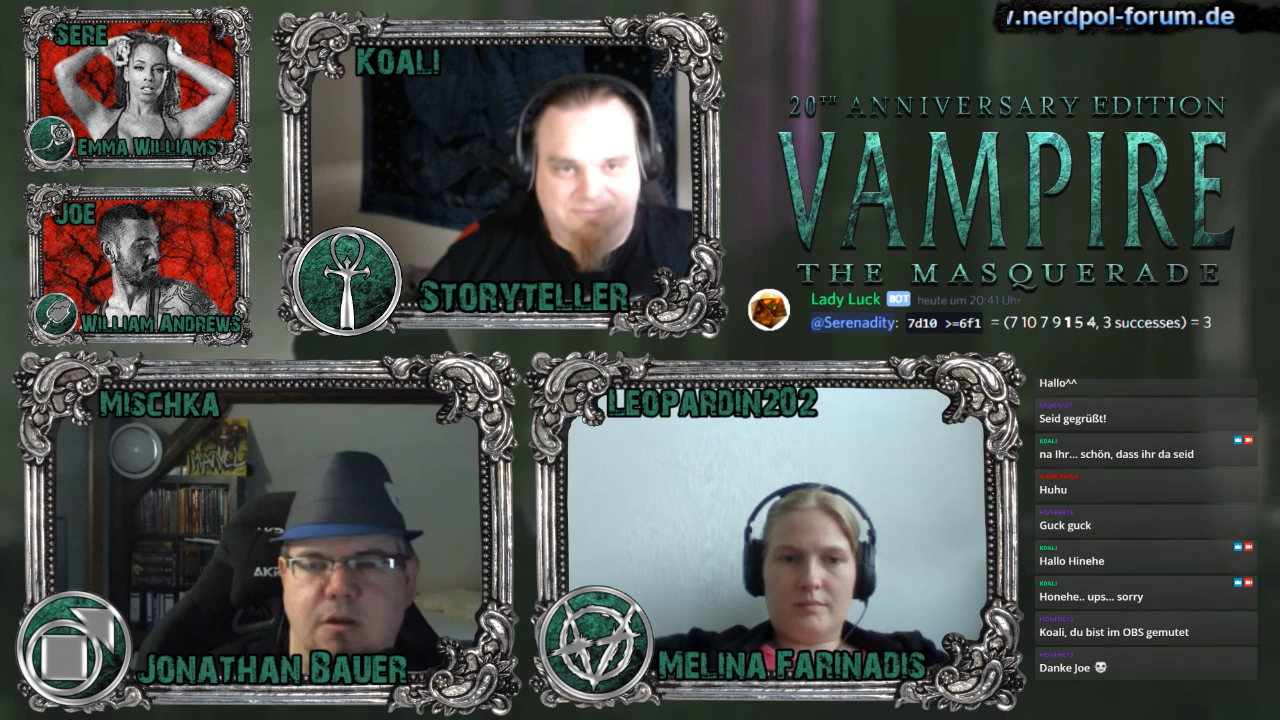 SERE
EMMA WILLIAMS
JOE
WILLIAM ANDREWS
KOALI
STORYTELLER
/.nerdpol-forum.de
20TH ANNIVERSARY EDITION
VAMPIRE
THE MASQUERADE
Lady Luck BOT heute um 20:41 Uhr
@Serenadity: 7d10 >=6f1 = (7 10 7 9 1 5 4, 3 successes) = 3
MISCHKA
JONATHAN BAUER
LEOPARDIN202
MELINA FARINADIS
Hallo^^
Seid gegrüßt!
KOALI
na Ihr... schön, dass ihr da seid
Huhu
Guck guck
KOALI
Hallo Hinehe
KOALI
Honehe.. ups... sorry
Koali, du bist im OBS gemutet
Danke Joe